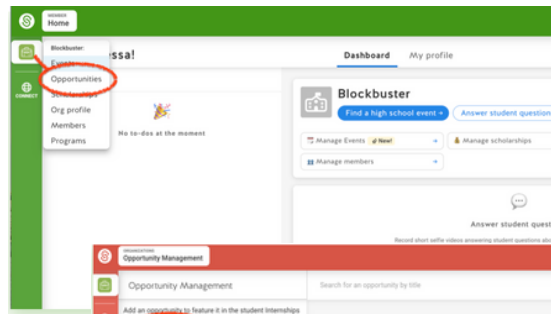 MEMBER
Home
Blockbuster:
Events
Opportunities
Scholarships
Org profile
Members
Programs
CONNECT
ssa!
No to-dos at the moment
Dashboard My profile
Blockbuster
Find a high school event → Answer student question
Manage Events New! → Manage scholarships
Manage members →
Answer student quest
Record short selfie videos answering student questions abo
ORGANIZATIONS
Opportunity Management
Opportunity Management
Search for an opportunity by title
Add an opportunity to feature it in the student Internships